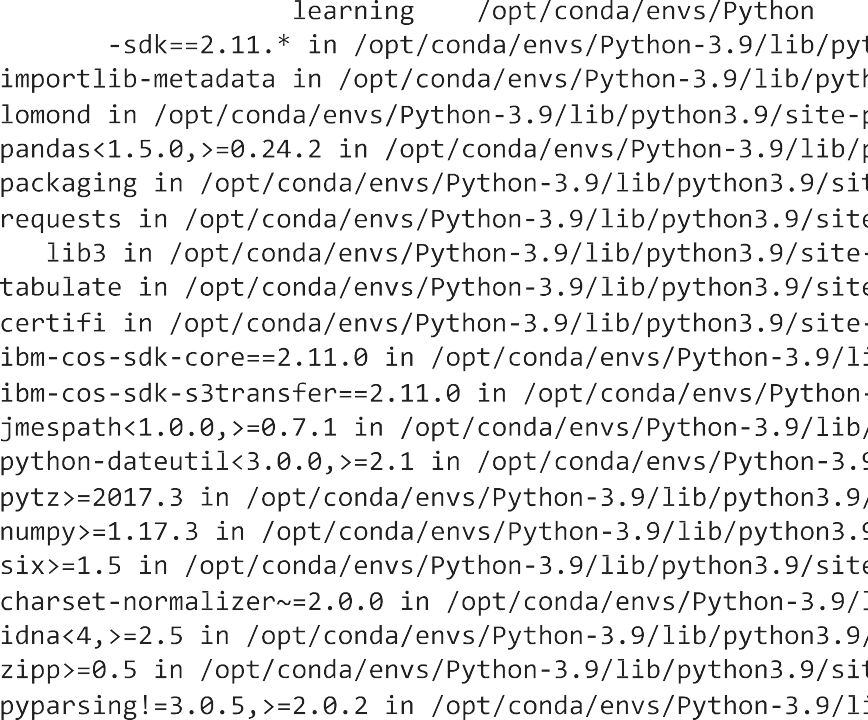 learning /opt/conda/envs/Python
-sdk==2.11.* in /opt/conda/envs/Python-3.9/lib/pyt
importlib-metadata in /opt/conda/envs/Python-3.9/lib/pyth
lomond in /opt/conda/envs/Python-3.9/lib/python3.9/site-p
pandas<1.5.0,>=0.24.2 in /opt/conda/envs/Python-3.9/lib/p
packaging in /opt/conda/envs/Python-3.9/lib/python3.9/sit
requests in /opt/conda/envs/Python-3.9/lib/python3.9/site
lib3 in /opt/conda/envs/Python-3.9/lib/python3.9/site-
tabulate in /opt/conda/envs/Python-3.9/lib/python3.9/site
certifi in /opt/conda/envs/Python-3.9/lib/python3.9/site-
ibm-cos-sdk-core==2.11.0 in /opt/conda/envs/Python-3.9/li
ibm-cos-sdk-s3transfer==2.11.0 in /opt/conda/envs/Python-
jmespath<1.0.0,>=0.7.1 in /opt/conda/envs/Python-3.9/lib/
python-dateutil<3.0.0,>=2.1 in /opt/conda/envs/Python-3.9
pytz>=2017.3 in /opt/conda/envs/Python-3.9/lib/python3.9/
numpy>=1.17.3 in /opt/conda/envs/Python-3.9/lib/python3.9
six>=1.5 in /opt/conda/envs/Python-3.9/lib/python3.9/site
charset-normalizer~=2.0.0 in /opt/conda/envs/Python-3.9/l
idna<4,>=2.5 in /opt/conda/envs/Python-3.9/lib/python3.9/
zipp>=0.5 in /opt/conda/envs/Python-3.9/lib/python3.9/sit
pyparsing!=3.0.5,>=2.0.2 in /opt/conda/envs/Python-3.9/li